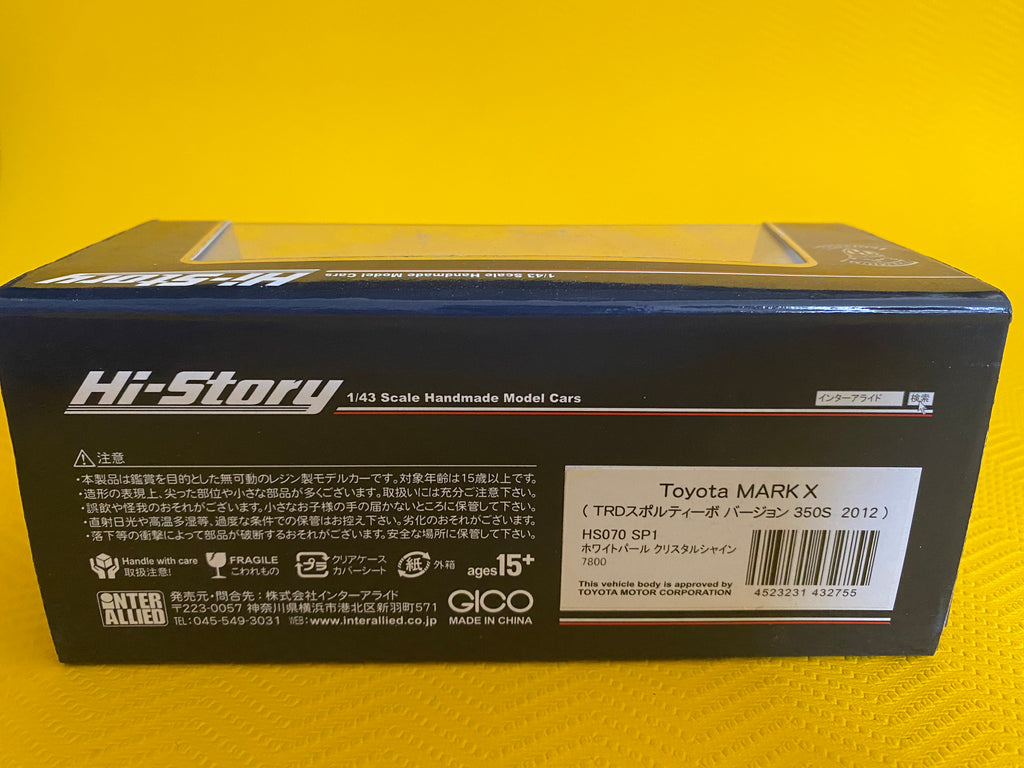 Hi-Story
1/43 Scale Handmade Model Cars
Hi-Story
1/43 Scale Handmade Model Cars
インターアライド 検索
注意
・本製品は鑑賞を目的とした無可動のレジン製モデルカーです。対象年齢は15歳以上です。
・造形の表現上、尖った部位や小さな部品が多くございます。取扱いには充分ご注意下さい。
・誤飲や怪我のおそれがございます。小さなお子様の手の届かないところに保管して下さい。
・直射日光や高温多湿等、過度な条件での保管はお控え下さい。劣化のおそれがございます。
・落下等の衝撃によって部品が破断するおそれがございます。安全な場所に保管して下さい。
Handle with care
取扱注意!
FRAGILE
こわれもの
プラ
クリアケース
カバーシート
紙
外箱
ages15+
INTER
ALLIED
発売元・問合先：株式会社インターアライド
〒223-0057 神奈川県横浜市港北区新羽町571
TEL:045-549-3031 WEB:www.interallied.co.jp
GICO
MADE IN CHINA
Toyota MARK X
( TRDスポルティーボ バージョン 350S 2012 )
HS070 SP1
ホワイトパール クリスタルシャイン
7800
This vehicle body is approved by
TOYOTA MOTOR CORPORATION
4523231 432755